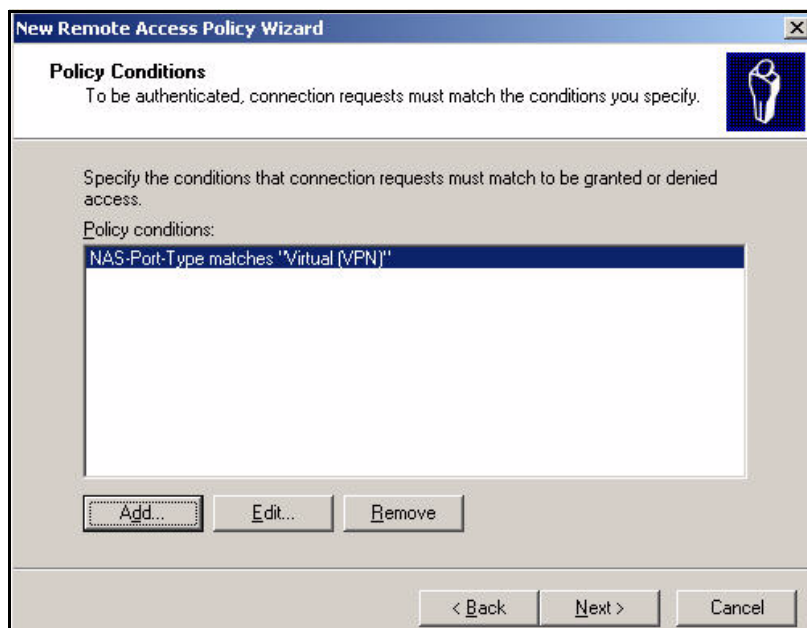 New Remote Access Policy Wizard
Policy Conditions
To be authenticated, connection requests must match the conditions you specify.
Specify the conditions that connection requests must match to be granted or denied
access.
Policy conditions:
NAS-Port-Type matches "Virtual (VPN)"
Add...
Edit...
Remove
< Back
Next >
Cancel